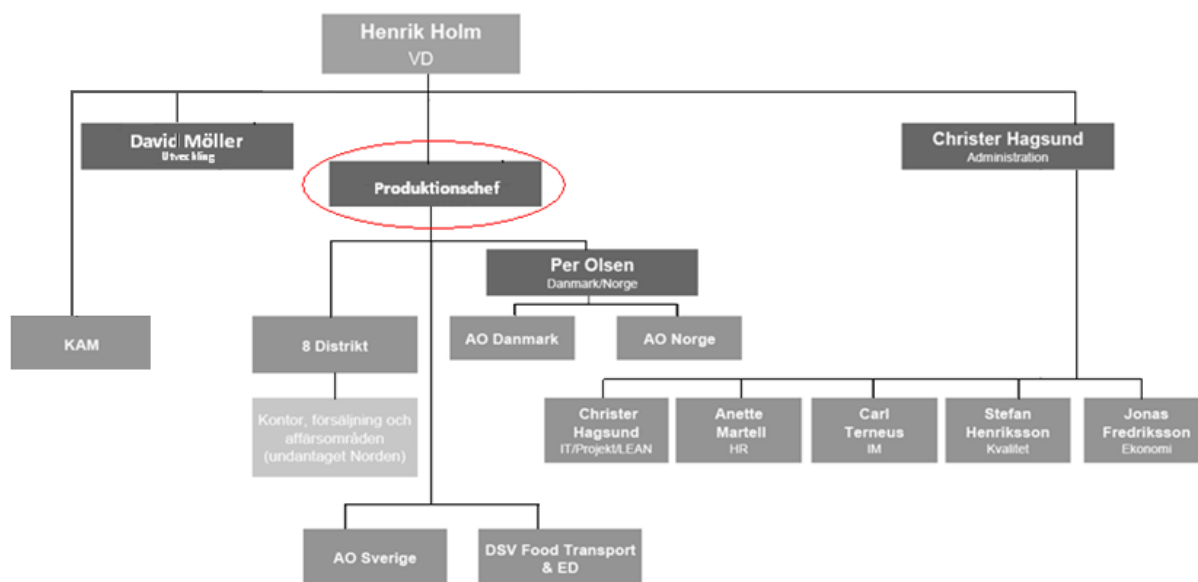 Henrik Holm
VD
David Möller
Utveckling
Christer Hagsund
Administration
Produktionschef
Per Olsen
Danmark/Norge
KAM
8 Distrikt
AO Danmark
AO Norge
Kontor, försäljning och
affärsområden
(undantaget Norden)
Christer
Hagsund
IT/Projekt/LEAN
Anette
Martell
HR
Carl
Terneus
IM
Stefan
Henriksson
Kvalitet
Jonas
Fredriksson
Ekonomi
AO Sverige
DSV Food Transport
& ED